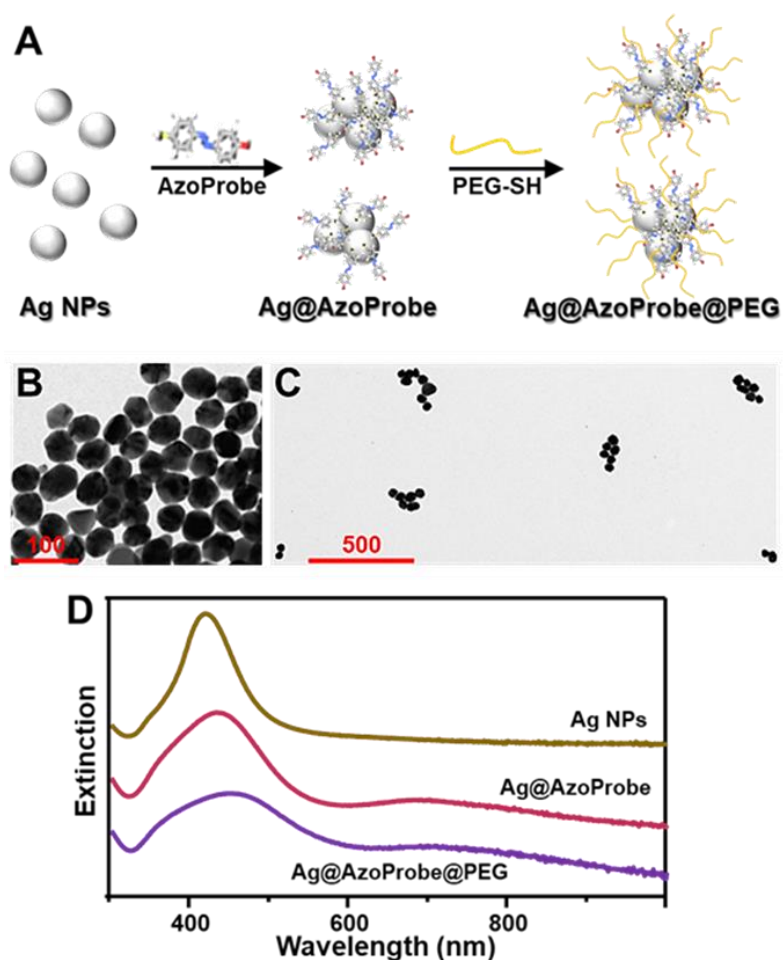 A
AzoProbe
PEG-SH
Ag NPs
Ag@AzoProbe
Ag@AzoProbe@PEG
B
100
C
500
D
Extinction
Ag NPs
Ag@AzoProbe
Ag@AzoProbe@PEG
400
600
800
Wavelength (nm)